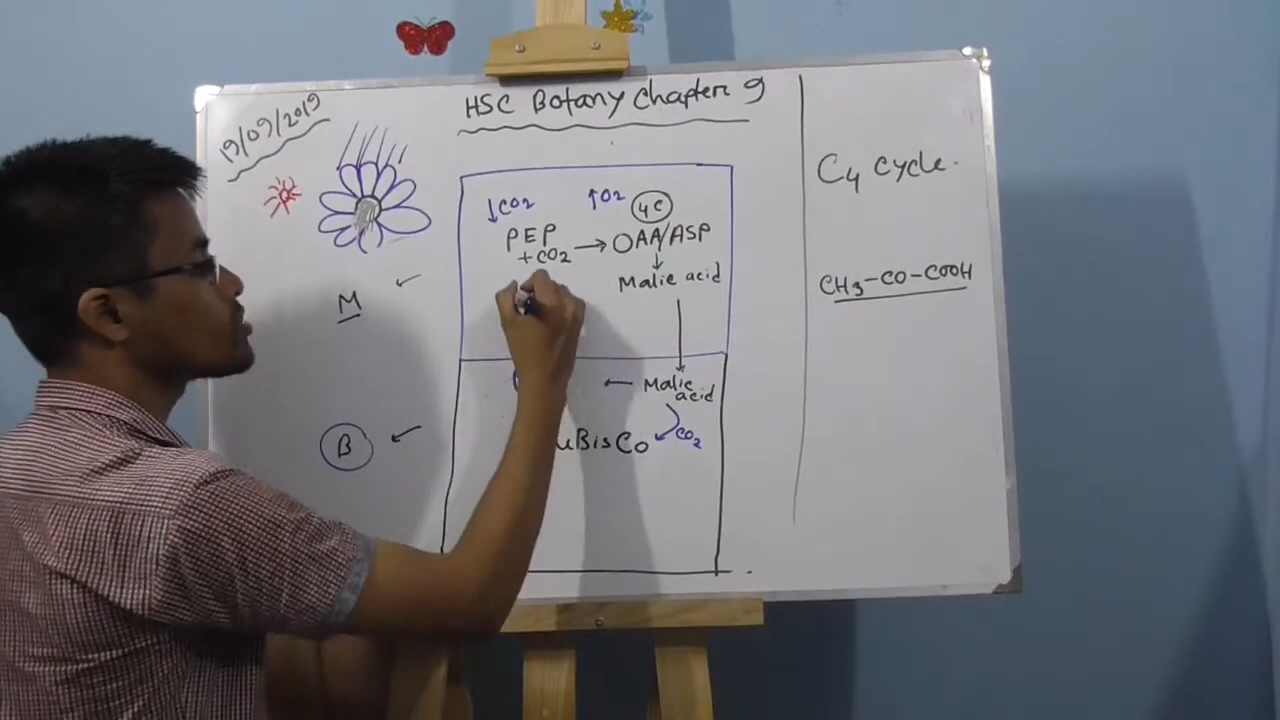 19/09/2019
HSC Botany Chapter 9
C4 cycle.
↓CO2 ↑O2 4C
PEP → OAA/ASP
+CO2
Malic acid
CH3-CO-COOH
M
Malic
acid
B
CO2